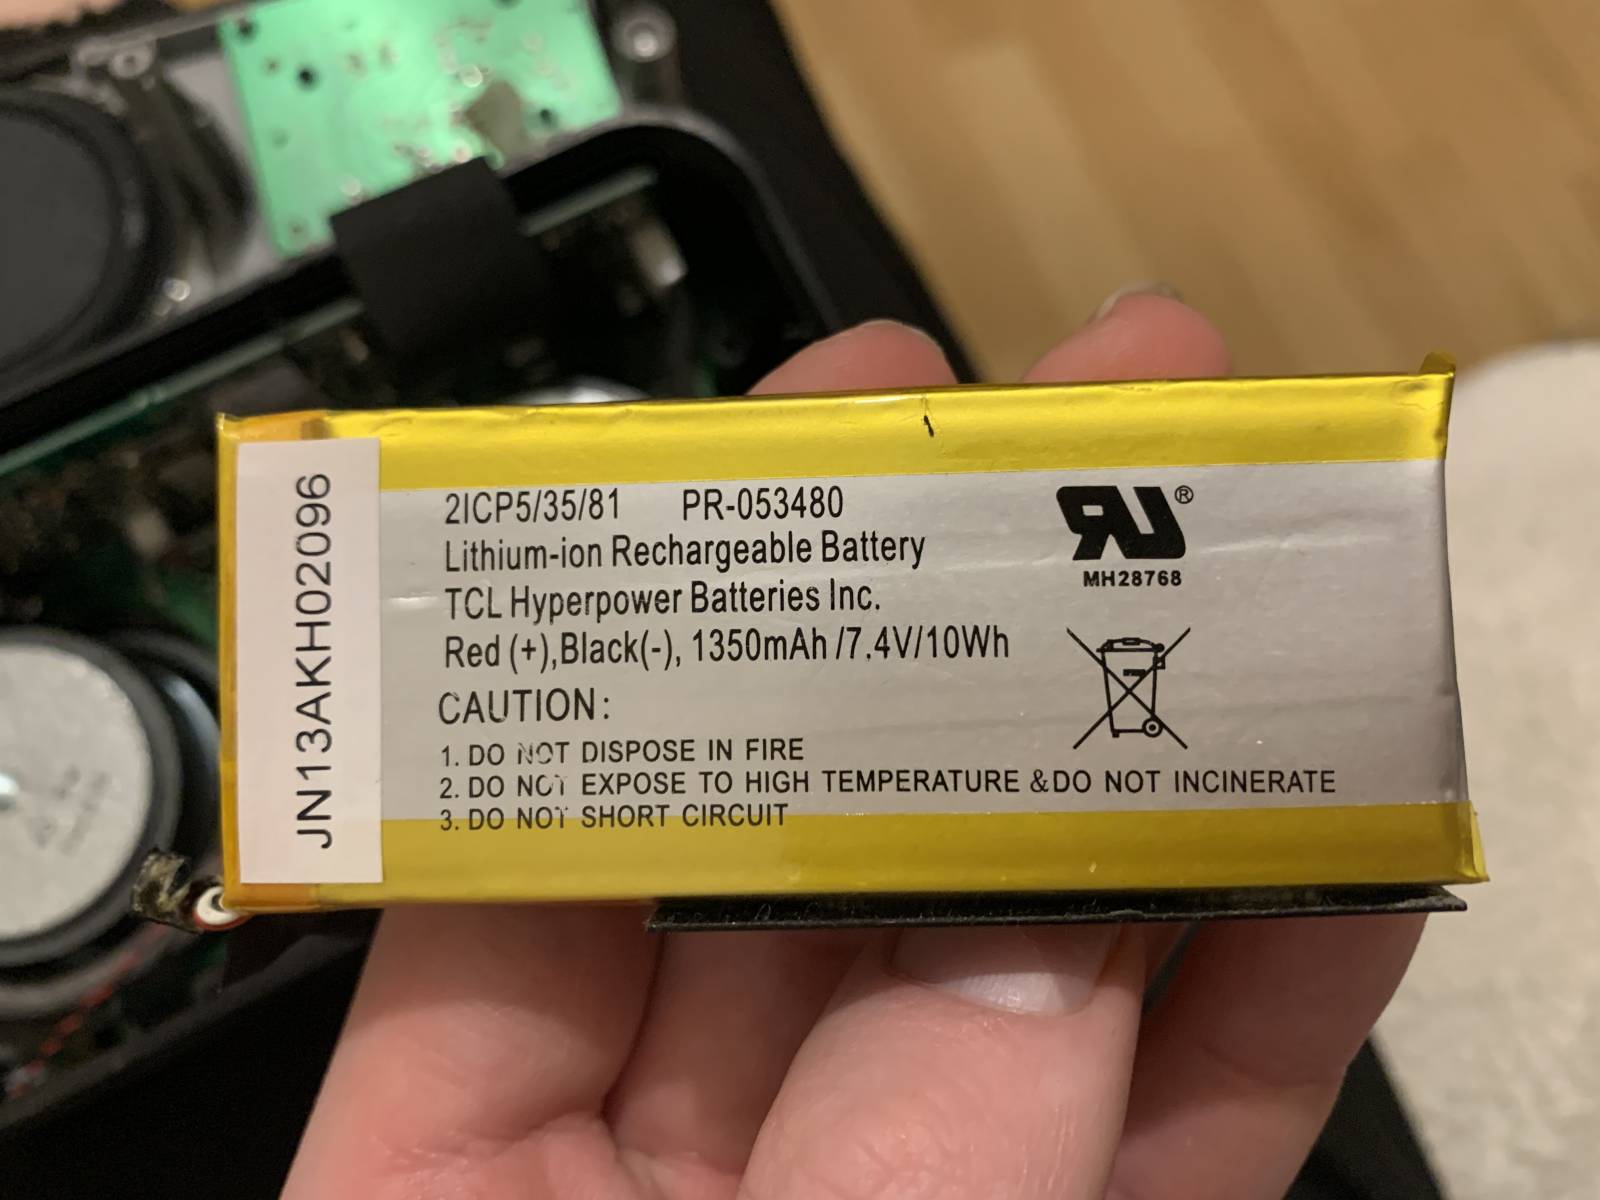 JN13AKH02096
2ICP5/35/81 PR-053480
Lithium-ion Rechargeable Battery
TCL Hyperpower Batteries Inc.
Red (+),Black(-), 1350mAh /7.4V/10Wh
CAUTION:
1. DO NOT DISPOSE IN FIRE
2. DO NOT EXPOSE TO HIGH TEMPERATURE &DO NOT INCINERATE
3. DO NOT SHORT CIRCUIT
RU®
MH28768